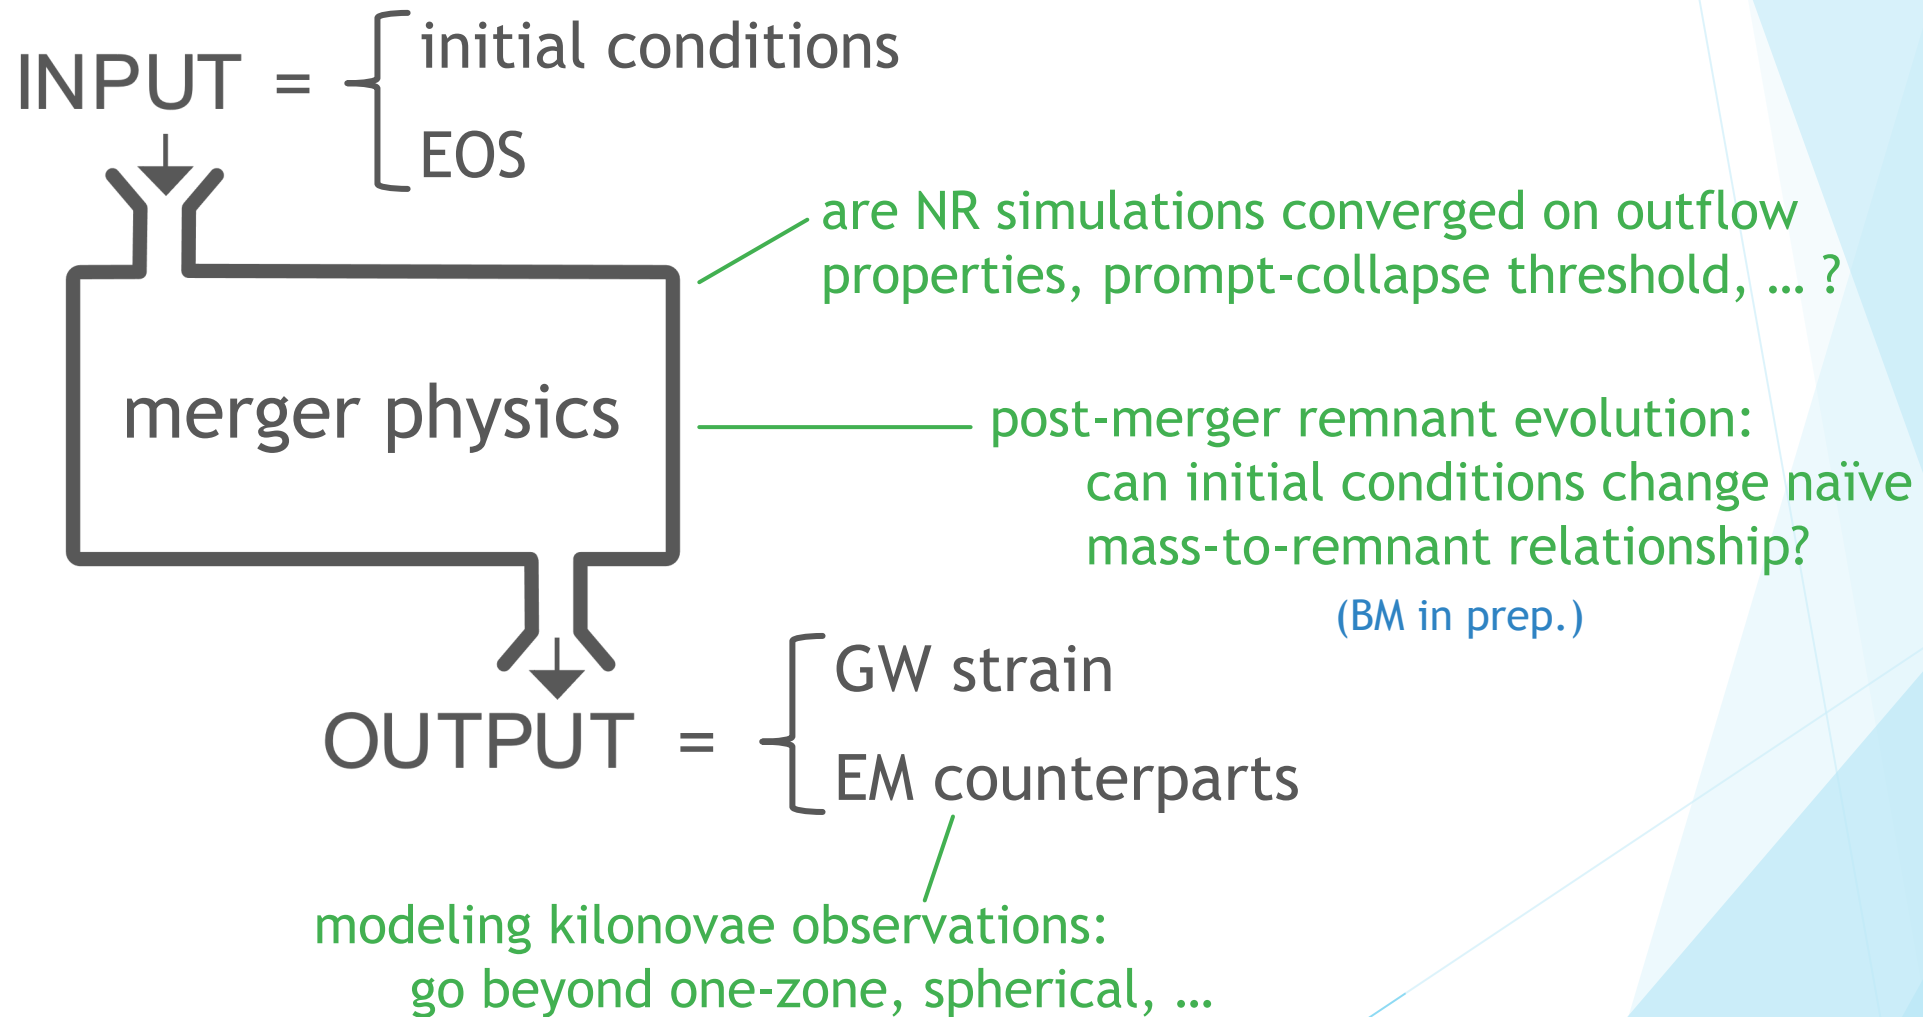 INPUT =
initial conditions
EOS
are NR simulations converged on outflow
properties, prompt-collapse threshold, … ?
merger physics
post-merger remnant evolution:
can initial conditions change naïve
mass-to-remnant relationship?
(BM in prep.)
OUTPUT =
GW strain
EM counterparts
modeling kilonovae observations:
go beyond one-zone, spherical, …